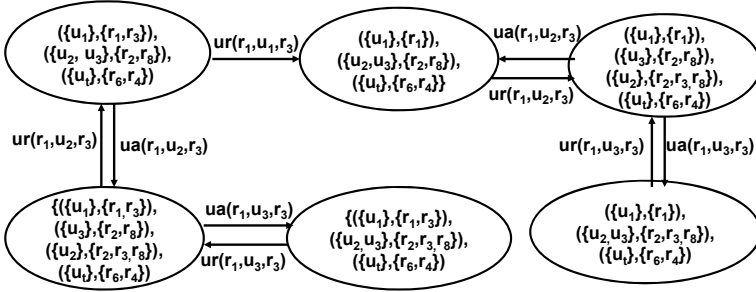 ({u₁},{r₁,r₃}),
({u₂, u₃},{r₂,r₈}),
({uₜ},{r₆,r₄})
ur(r₁,u₁,r₃)
({u₁},{r₁}),
({u₂,u₃},{r₂,r₈}),
({uₜ},{r₆,r₄}}
ua(r₁,u₂,r₃)
ur(r₁,u₂,r₃)
({u₁},{r₁}),
({u₃},{r₂,r₈}),
({u₂},{r₂,r₃,r₈}),
({uₜ},{r₆,r₄})
ur(r₁,u₂,r₃)
ua(r₁,u₂,r₃)
ur(r₁,u₃,r₃)
ua(r₁,u₃,r₃)
{({u₁},{r₁,r₃}),
({u₃},{r₂,r₈}),
({u₂},{r₂,r₃,r₈}),
({uₜ},{r₆,r₄})
ua(r₁,u₃,r₃)
ur(r₁,u₃,r₃)
{({u₁},{r₁,r₃}),
({u₂,u₃},{r₂,r₃,r₈}),
({uₜ},{r₆,r₄})
({u₁},{r₁}),
({u₂,u₃},{r₂,r₃,r₈}),
({uₜ},{r₆,r₄})